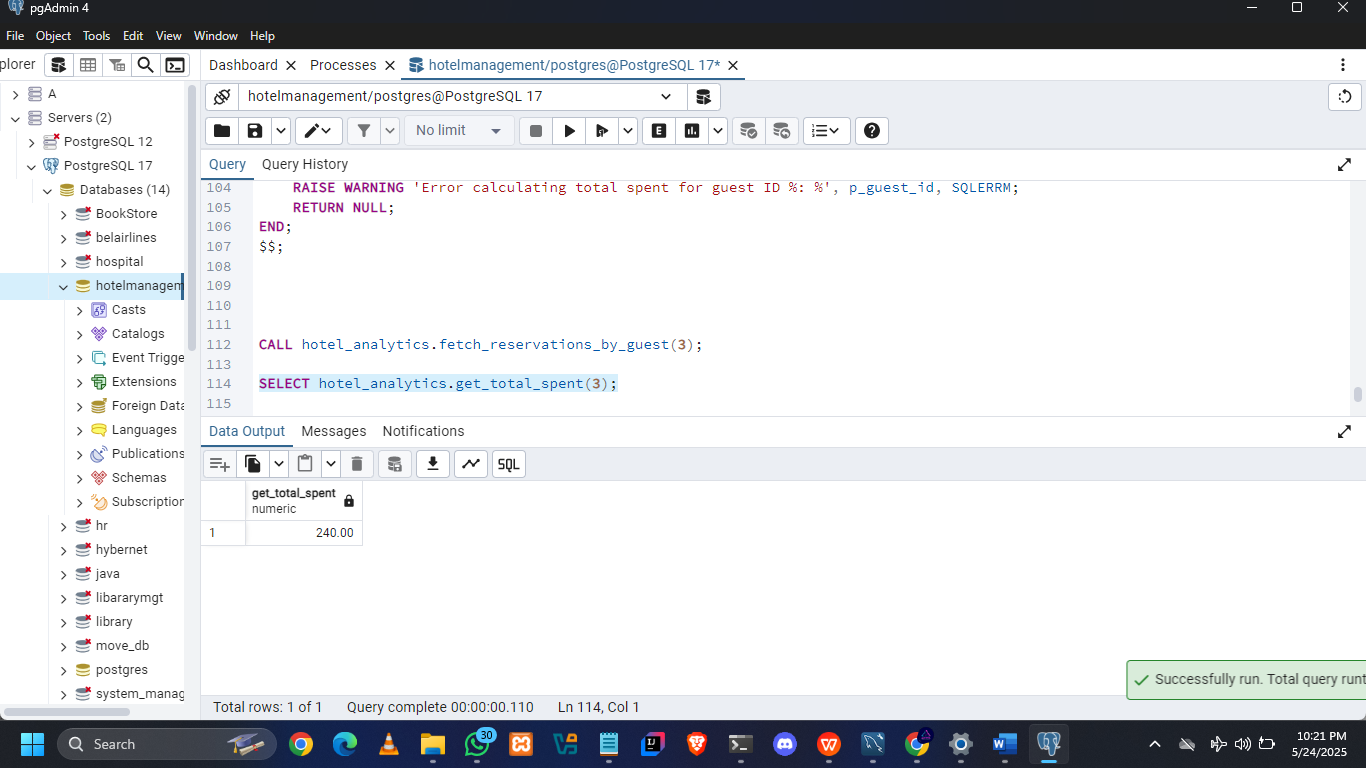 pgAdmin 4
File Object Tools Edit View Window Help
plorer
Dashboard Processes hotelmanagement/postgres@PostgreSQL 17*
A
Servers (2)
PostgreSQL 12
PostgreSQL 17
Databases (14)
BookStore
belairlines
hospital
hotelmanagem
Casts
Catalogs
Event Trigge
Extensions
Foreign Data
Languages
Publications
Schemas
Subscription
hr
hybernet
java
libararymgt
library
move_db
postgres
system_manag
hotelmanagement/postgres@PostgreSQL 17
No limit
E
Query Query History
104 RAISE WARNING 'Error calculating total spent for guest ID %: %', p_guest_id, SQLERRM;
105 RETURN NULL;
106 END;
107 $$;
108
109
110
111
112 CALL hotel_analytics.fetch_reservations_by_guest(3);
113
114 SELECT hotel_analytics.get_total_spent(3);
115
Data Output Messages Notifications
SQL
get_total_spent
numeric
1 240.00
Successfully run. Total query runt
Total rows: 1 of 1 Query complete 00:00:00.110 Ln 114, Col 1
Search
30
10:21 PM
5/24/2025